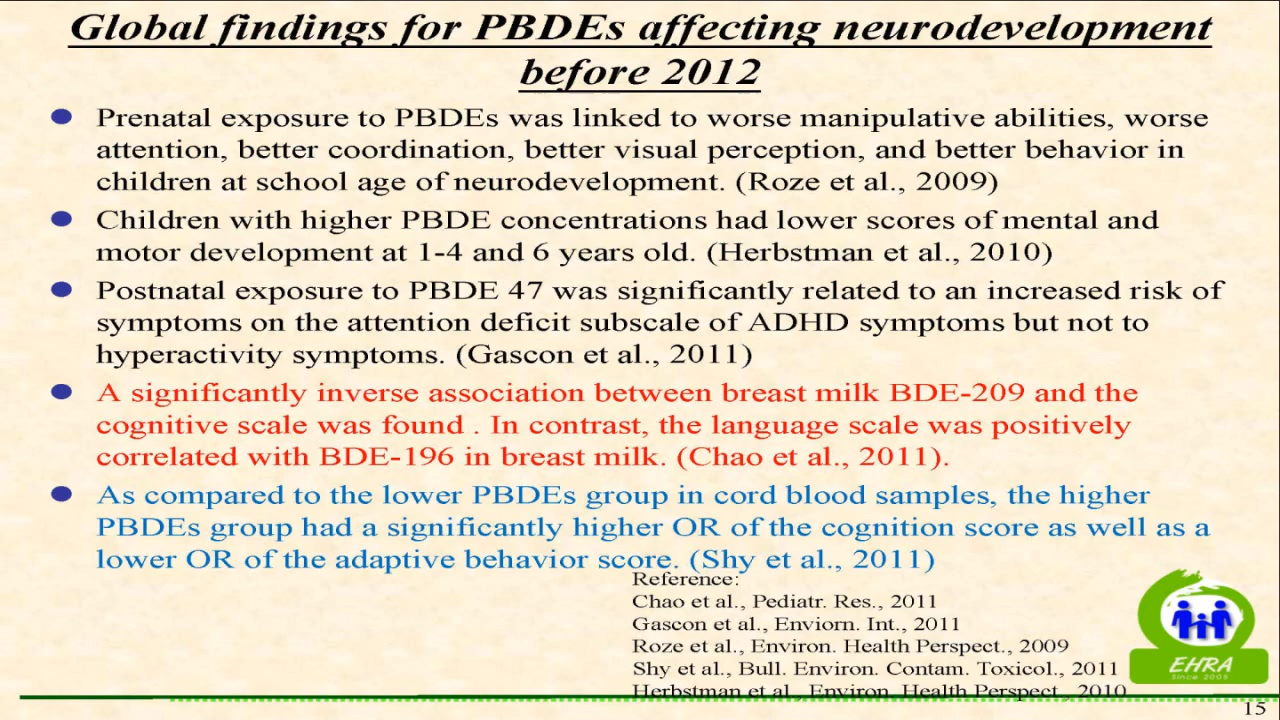 Global findings for PBDEs affecting neurodevelopment
before 2012
Prenatal exposure to PBDEs was linked to worse manipulative abilities, worse
attention, better coordination, better visual perception, and better behavior in
children at school age of neurodevelopment. (Roze et al., 2009)
Children with higher PBDE concentrations had lower scores of mental and
motor development at 1-4 and 6 years old. (Herbstman et al., 2010)
Postnatal exposure to PBDE 47 was significantly related to an increased risk of
symptoms on the attention deficit subscale of ADHD symptoms but not to
hyperactivity symptoms. (Gascon et al., 2011)
A significantly inverse association between breast milk BDE-209 and the
cognitive scale was found . In contrast, the language scale was positively
correlated with BDE-196 in breast milk. (Chao et al., 2011).
As compared to the lower PBDEs group in cord blood samples, the higher
PBDEs group had a significantly higher OR of the cognition score as well as a
lower OR of the adaptive behavior score. (Shy et al., 2011)
Reference:
Chao et al., Pediatr. Res., 2011
Gascon et al., Enviorn. Int., 2011
Roze et al., Environ. Health Perspect., 2009
Shy et al., Bull. Environ. Contam. Toxicol., 2011
Herbstman et al., Environ. Health Perspect., 2010
EHRA
Since 2005
15